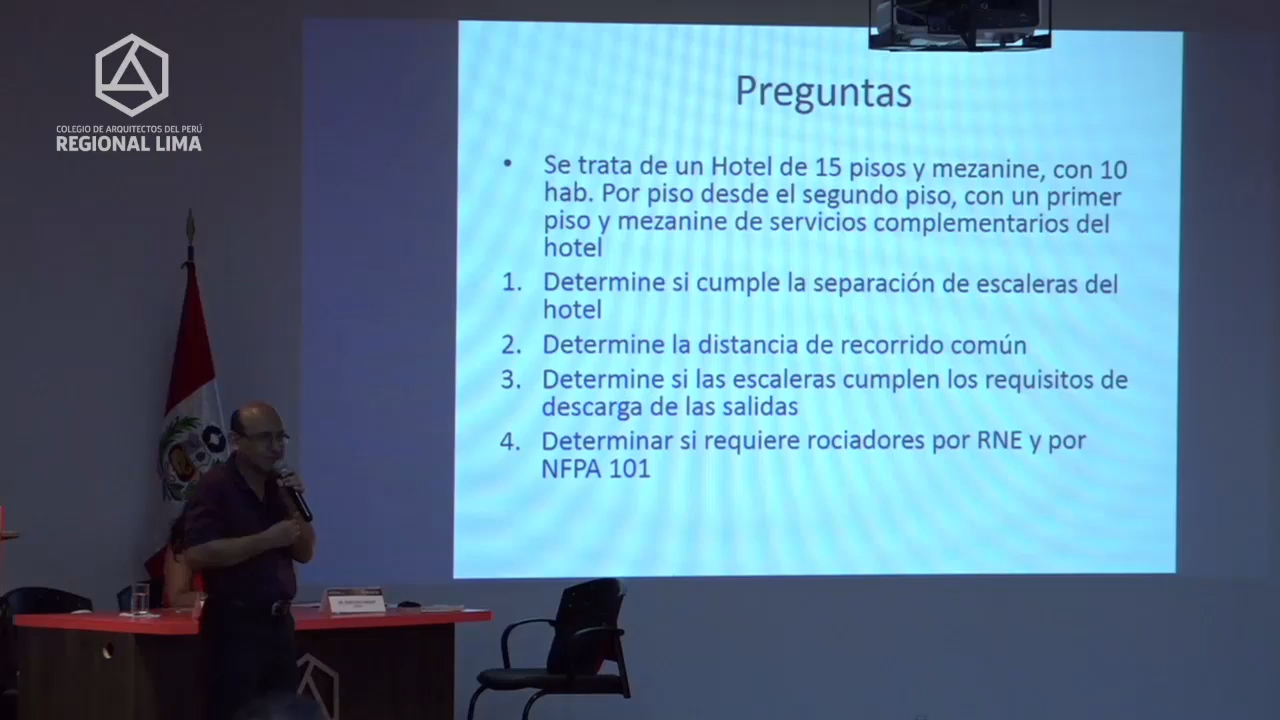 COLEGIO DE ARQUITECTOS DEL PERÚ
REGIONAL LIMA
Preguntas
• Se trata de un Hotel de 15 pisos y mezanine, con 10
hab. Por piso desde el segundo piso, con un primer
piso y mezanine de servicios complementarios del
hotel
1. Determine si cumple la separación de escaleras del
hotel
2. Determine la distancia de recorrido común
3. Determine si las escaleras cumplen los requisitos de
descarga de las salidas
4. Determinar si requiere rociadores por RNE y por
NFPA 101